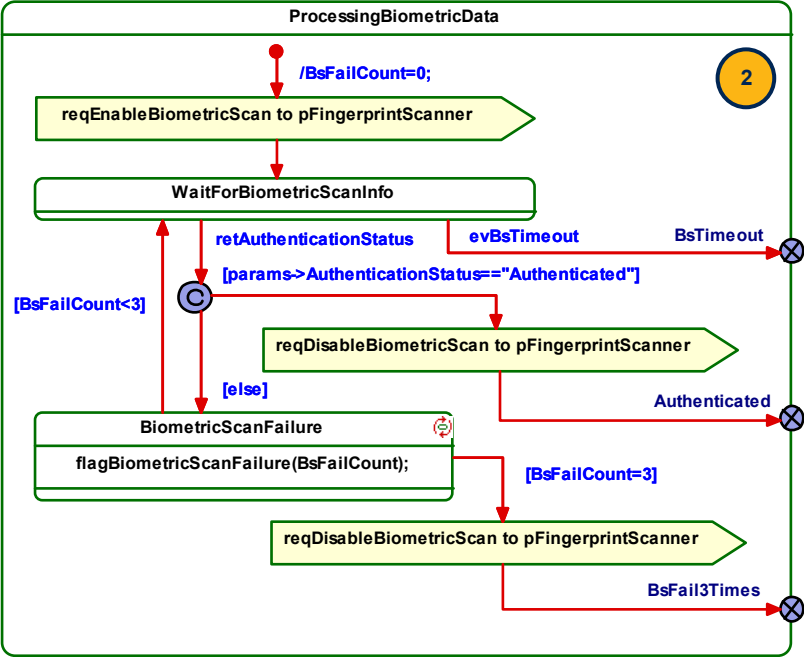 ProcessingBiometricData
/BsFailCount=0;
2
reqEnableBiometricScan to pFingerprintScanner
WaitForBiometricScanInfo
retAuthenticationStatus
evBsTimeout
BsTimeout
[params->AuthenticationStatus=="Authenticated"]
C
[BsFailCount<3]
reqDisableBiometricScan to pFingerprintScanner
[else]
Authenticated
BiometricScanFailure
flagBiometricScanFailure(BsFailCount);
[BsFailCount=3]
reqDisableBiometricScan to pFingerprintScanner
BsFail3Times